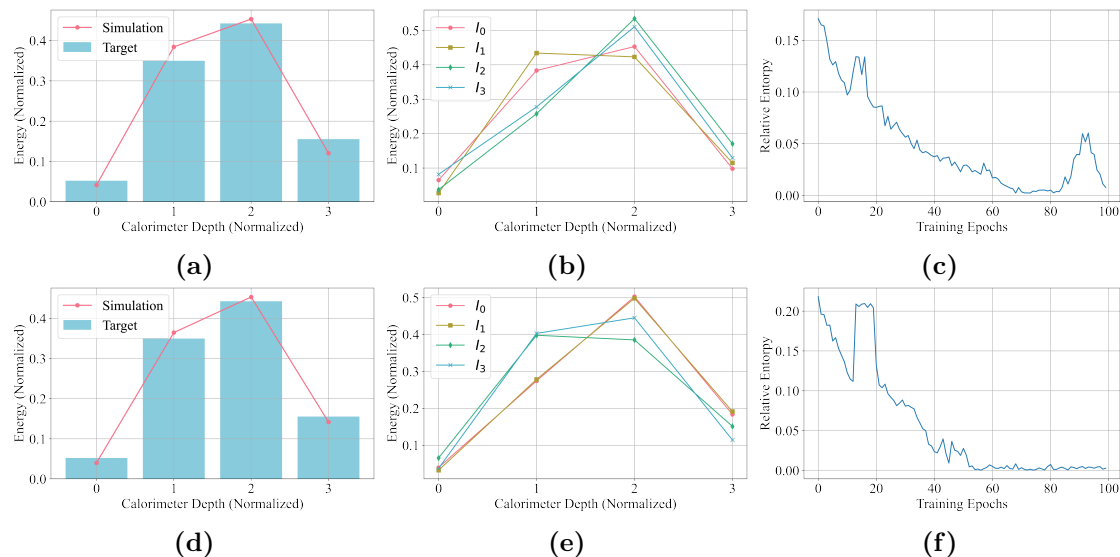 Simulation
Target
0.4
0.3
0.2
0.1
0.0
Energy (Normalized)
0 1 2 3
Calorimeter Depth (Normalized)
(a)
I0
I1
I2
I3
0.5
0.4
0.3
0.2
0.1
Energy (Normalized)
0 1 2 3
Calorimeter Depth (Normalized)
(b)
0.15
0.10
0.05
0.00
Relative Entorpy
0 20 40 60 80 100
Training Epochs
(c)
Simulation
Target
0.4
0.3
0.2
0.1
0.0
Energy (Normalized)
0 1 2 3
Calorimeter Depth (Normalized)
(d)
I0
I1
I2
I3
0.5
0.4
0.3
0.2
0.1
Energy (Normalized)
0 1 2 3
Calorimeter Depth (Normalized)
(e)
0.20
0.15
0.10
0.05
0.00
Relative Entorpy
0 20 40 60 80 100
Training Epochs
(f)